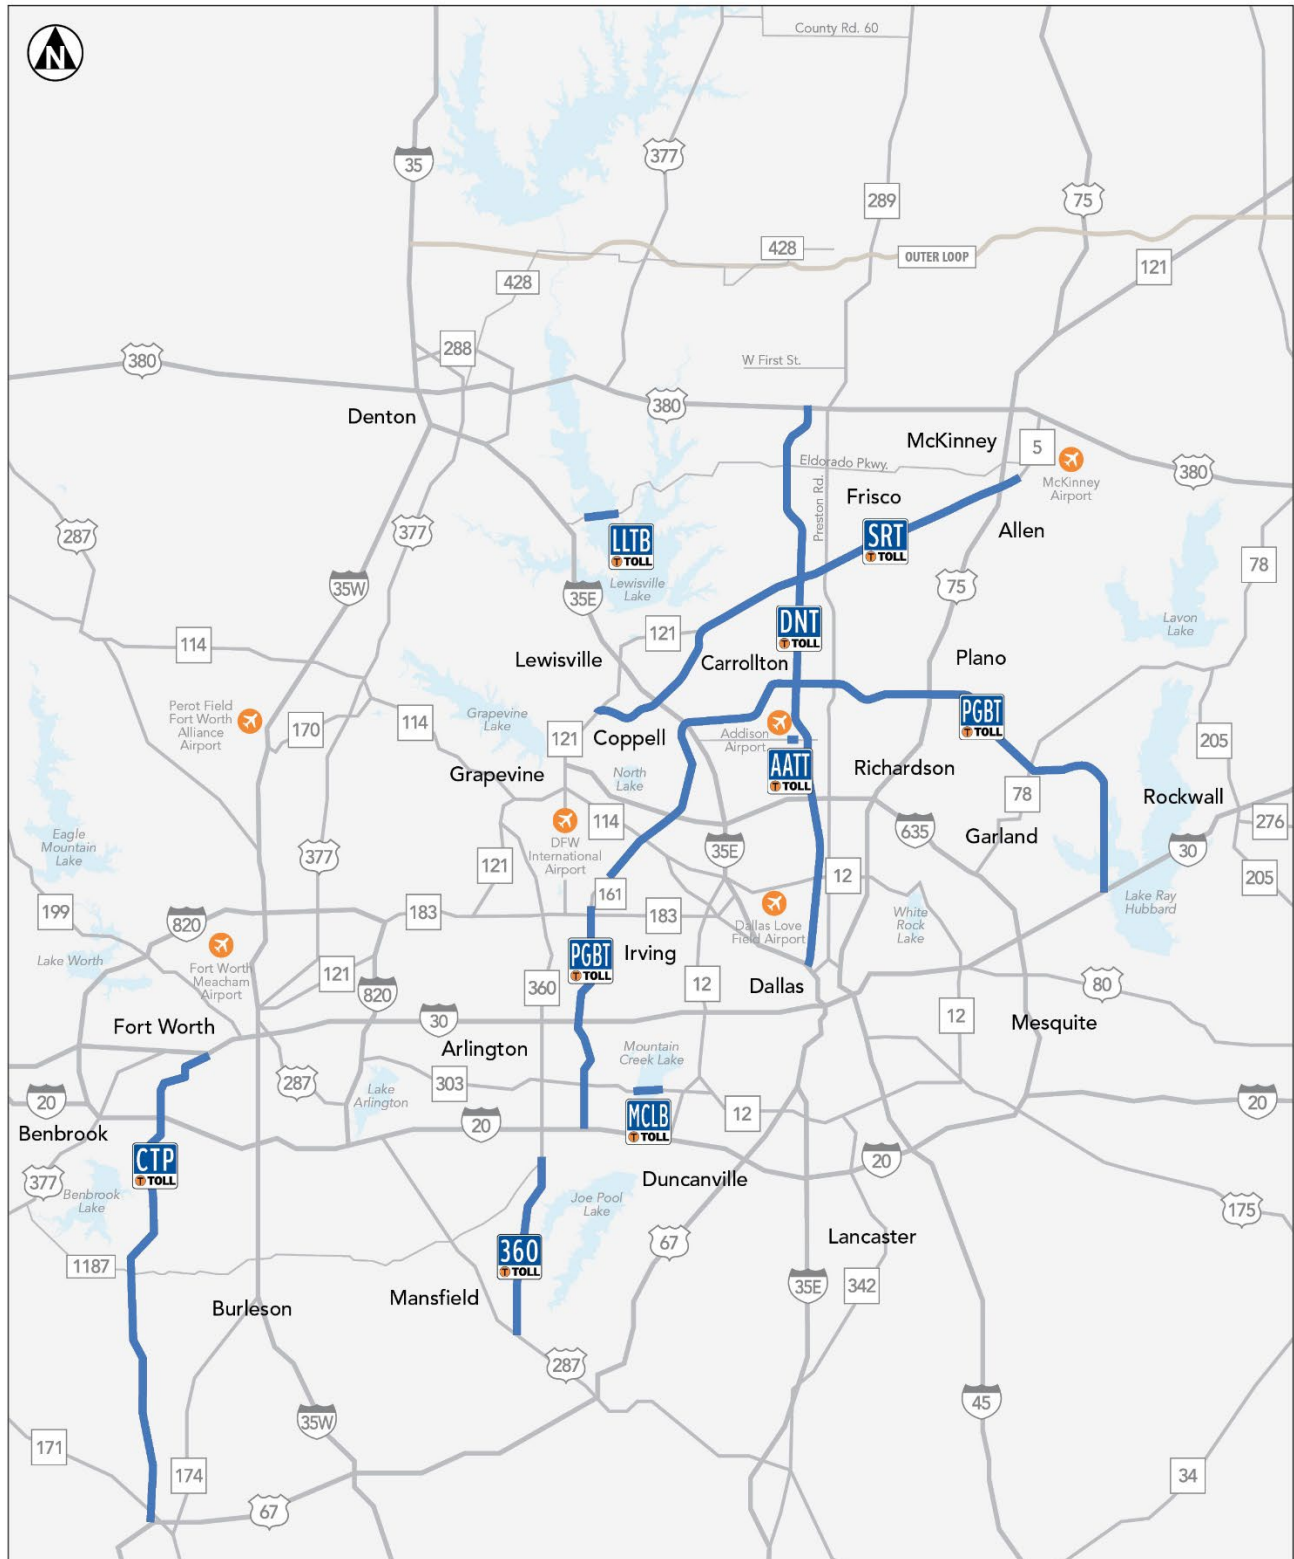 N
County Rd. 60
35
377
289
75
428
OUTER LOOP
121
428
288
W First St.
380
380
Denton
McKinney
5
Eldorado Pkwy.
380
McKinney
Airport
Frisco
Preston Rd.
287
377
LLTB
TOLL
SRT
TOLL
Allen
78
35W
Lewisville
Lake
35E
75
Lavon
Lake
114
121
DNT
TOLL
Lewisville
Carrollton
Plano
Perot Field
Fort Worth
Alliance
Airport
170
114
Grapevine
Lake
121
Coppell
Addison
Airport
PGBT
TOLL
205
Grapevine
North
Lake
AATT
TOLL
Richardson
78
Rockwall
Eagle
Mountain
Lake
377
DFW
International
Airport
114
635
Garland
276
121
35E
30
161
12
205
199
820
183
183
Dallas Love
Field Airport
White
Rock
Lake
Lake Ray
Hubbard
Lake Worth
Fort Worth
Meacham
Airport
121
820
360
PGBT
TOLL
Irving
12
Dallas
80
Fort Worth
30
12
Mesquite
Arlington
Mountain
Creek Lake
287
Lake
Arlington
303
20
20
MCLB
TOLL
12
20
Benbrook
CTP
TOLL
20
377
Benbrook
Lake
Duncanville
Joe Pool
Lake
175
1187
360
TOLL
67
Lancaster
Burleson
Mansfield
35E
342
287
35W
45
171
174
34
67